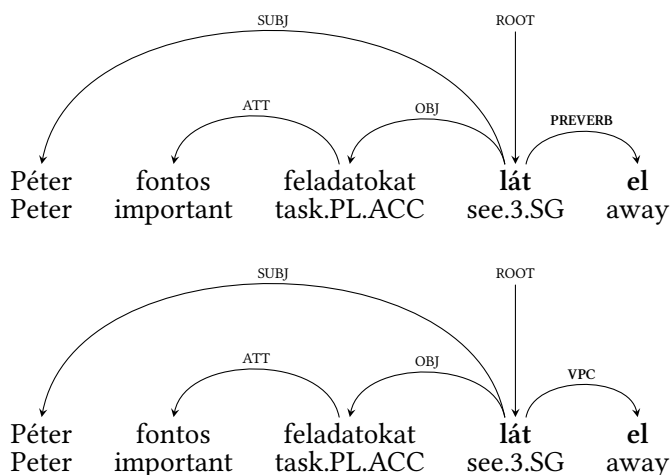 SUBJ ROOT
ATT OBJ PREVERB
Péter fontos feladatokat lát el
Peter important task.PL.ACC see.3.SG away
SUBJ ROOT
ATT OBJ VPC
Péter fontos feladatokat lát el
Peter important task.PL.ACC see.3.SG away